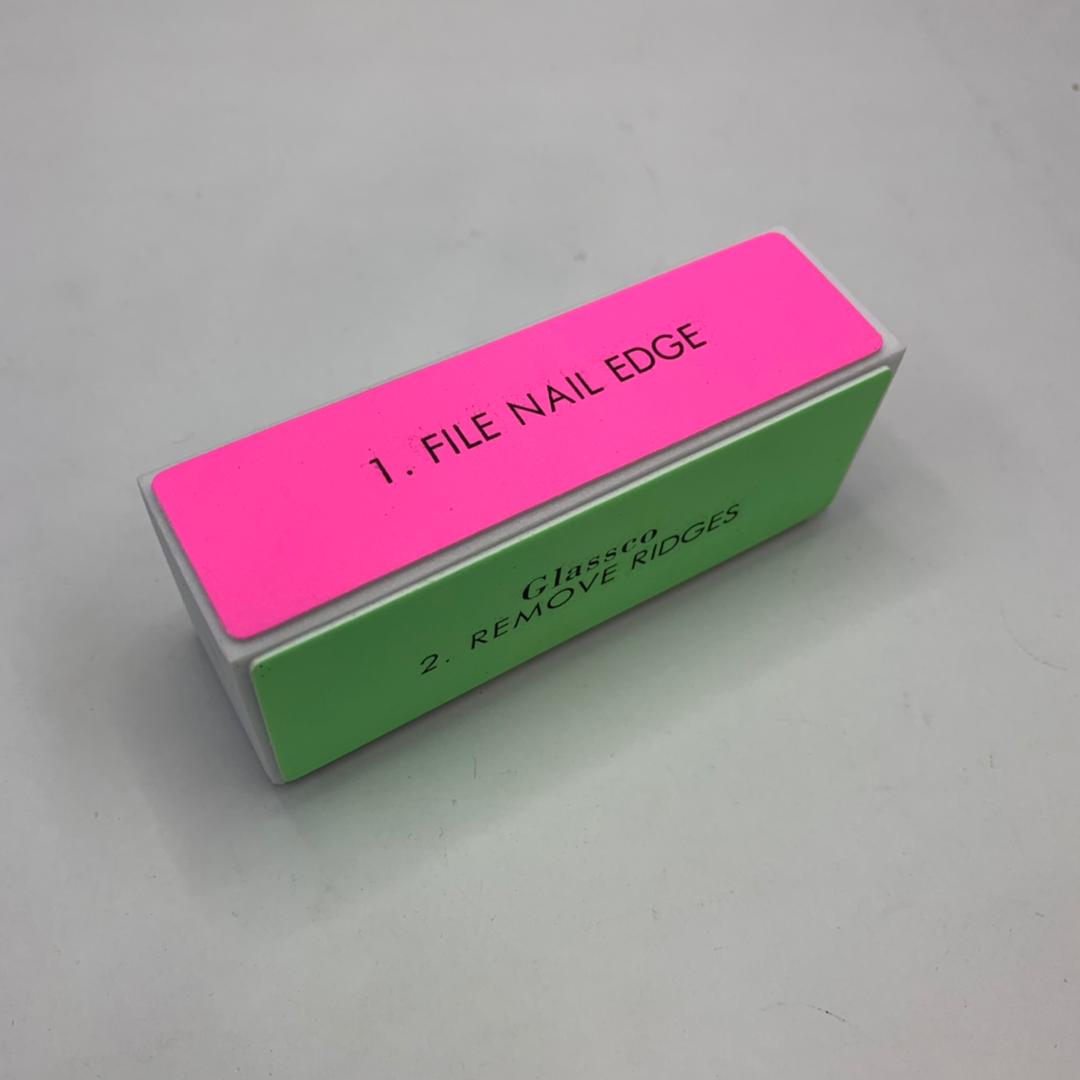 1. FILE NAIL EDGE
Glassco
2. REMOVE RIDGES